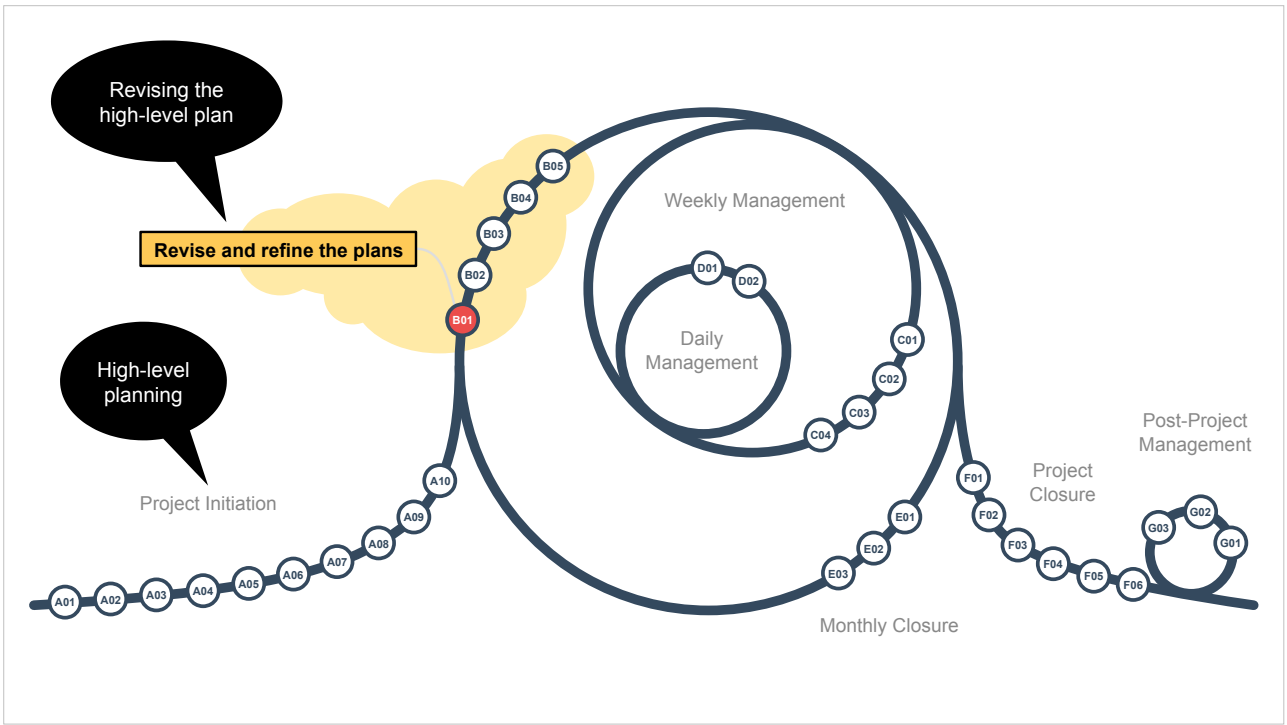 Revising the
high-level plan
Revise and refine the plans
High-level
planning
Project Initiation
A01
A02
A03
A04
A05
A06
A07
A08
A09
A10
B01
B02
B03
B04
B05
Weekly Management
D01
D02
Daily
Management
C01
C02
C03
C04
E01
E02
E03
Monthly Closure
F01
F02
F03
F04
F05
F06
Project
Closure
Post-Project
Management
G01
G02
G03